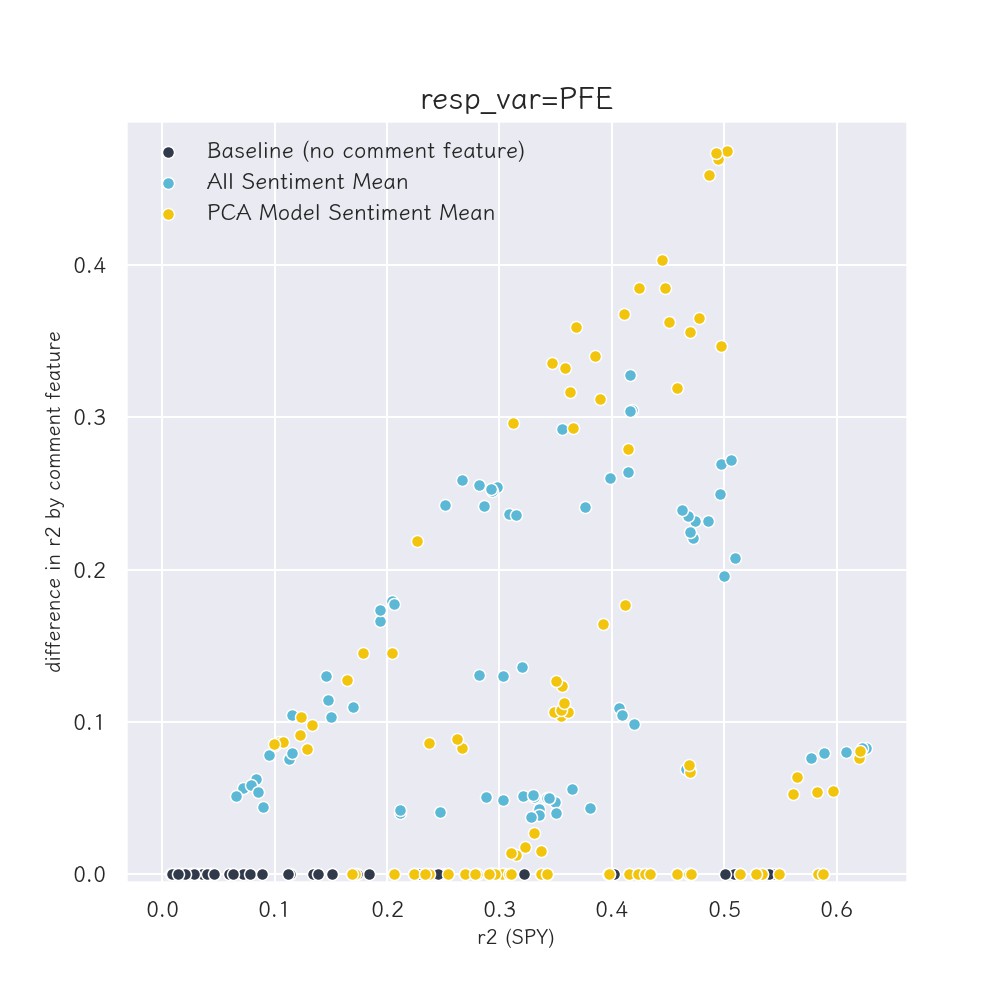 resp_var=PFE
Baseline (no comment feature)
All Sentiment Mean
PCA Model Sentiment Mean
difference in r2 by comment feature
0.4
0.3
0.2
0.1
0.0
0.0 0.1 0.2 0.3 0.4 0.5 0.6
r2 (SPY)